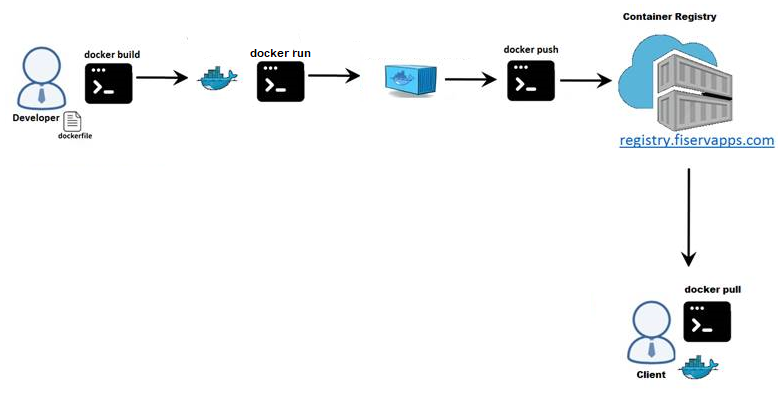 Container Registry
docker build
docker run
docker push
Developer
dockerfile
registry.fiservapps.com
docker pull
Client